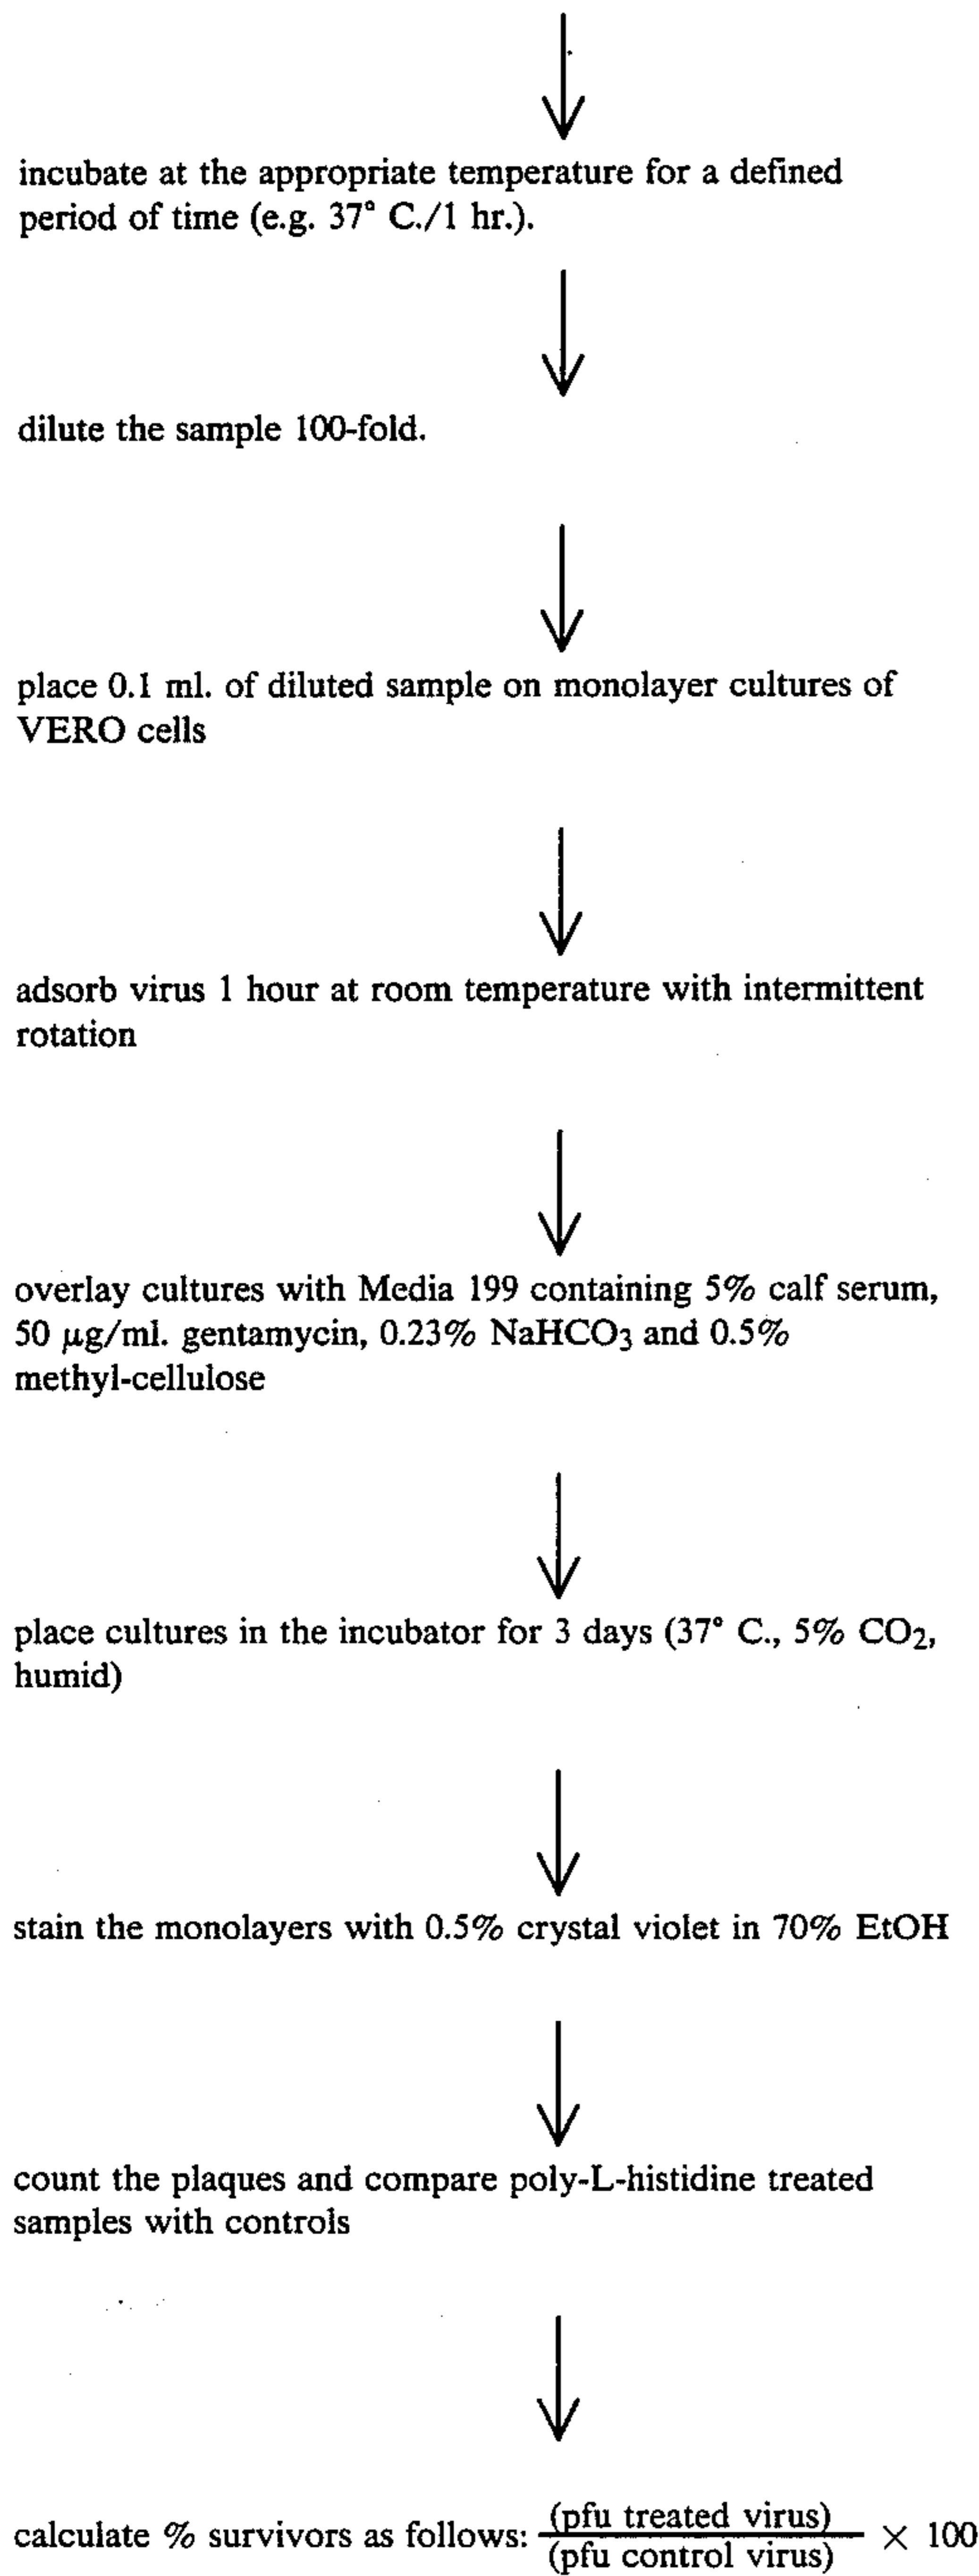 incubate at the appropriate temperature for a defined
period of time (e.g. 37° C./1 hr.).
dilute the sample 100-fold.
place 0.1 ml. of diluted sample on monolayer cultures of
VERO cells
adsorb virus 1 hour at room temperature with intermittent
rotation
overlay cultures with Media 199 containing 5% calf serum,
50 μg/ml. gentamycin, 0.23% NaHCO₃ and 0.5%
methyl-cellulose
place cultures in the incubator for 3 days (37° C., 5% CO₂,
humid)
stain the monolayers with 0.5% crystal violet in 70% EtOH
count the plaques and compare poly-L-histidine treated
samples with controls
calculate % survivors as follows: (pfu treated virus) / (pfu control virus) × 100